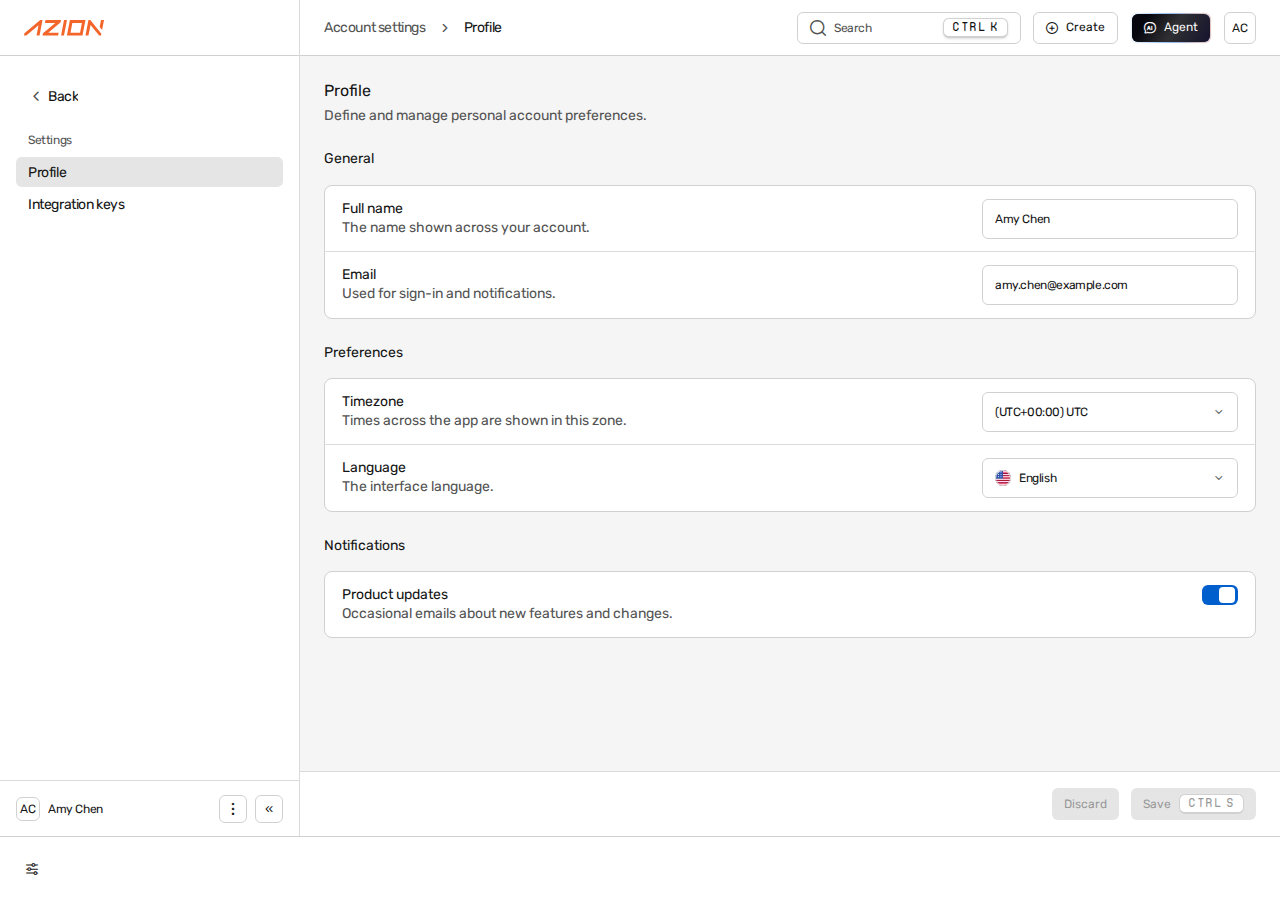 AZION
Account settings
Profile
Search
CTRL K
Create
Agent
AC
Back
Settings
Profile
Integration keys
Profile
Define and manage personal account preferences.
General
Full name
The name shown across your account.
Amy Chen
Email
Used for sign-in and notifications.
amy.chen@example.com
Preferences
Timezone
Times across the app are shown in this zone.
(UTC+00:00) UTC
Language
The interface language.
English
Notifications
Product updates
Occasional emails about new features and changes.
AC
Amy Chen
Discard
Save
CTRL S